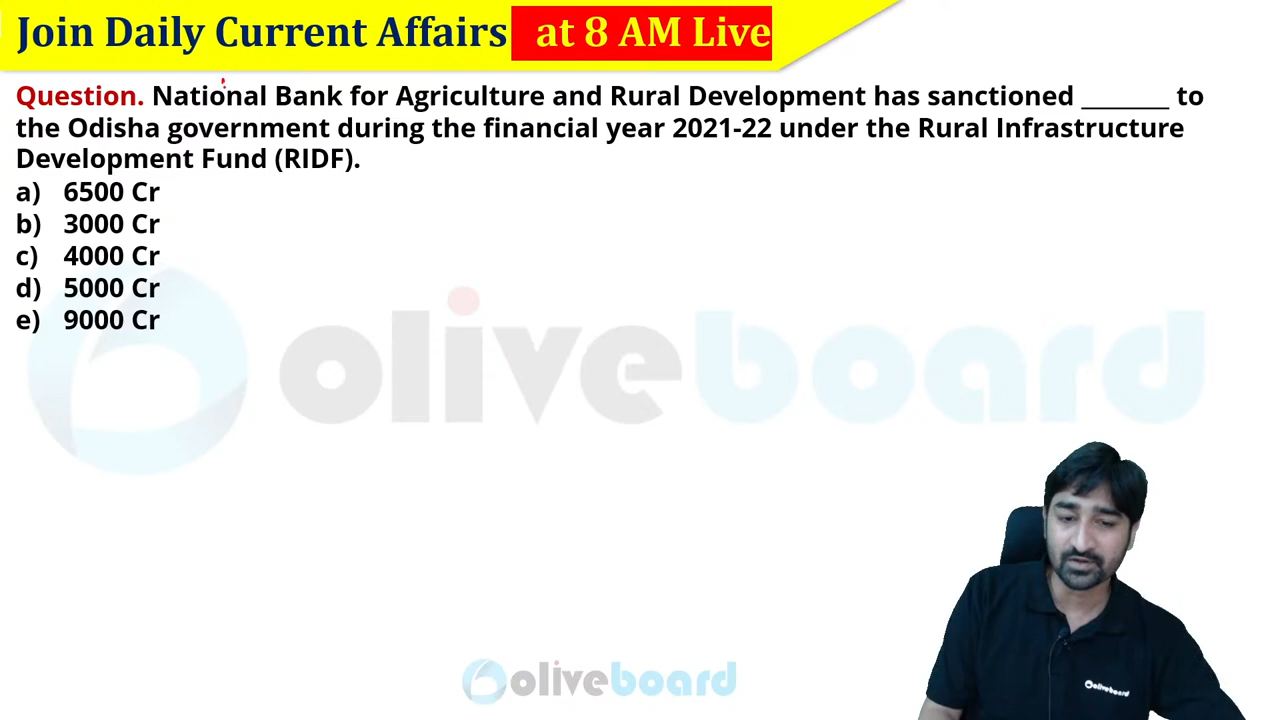 Join Daily Current Affairs at 8 AM Live
Question. National Bank for Agriculture and Rural Development has sanctioned ________ to
the Odisha government during the financial year 2021-22 under the Rural Infrastructure
Development Fund (RIDF).
a) 6500 Cr
b) 3000 Cr
c) 4000 Cr
d) 5000 Cr
e) 9000 Cr
oliveboard
oliveboard
oliveboard